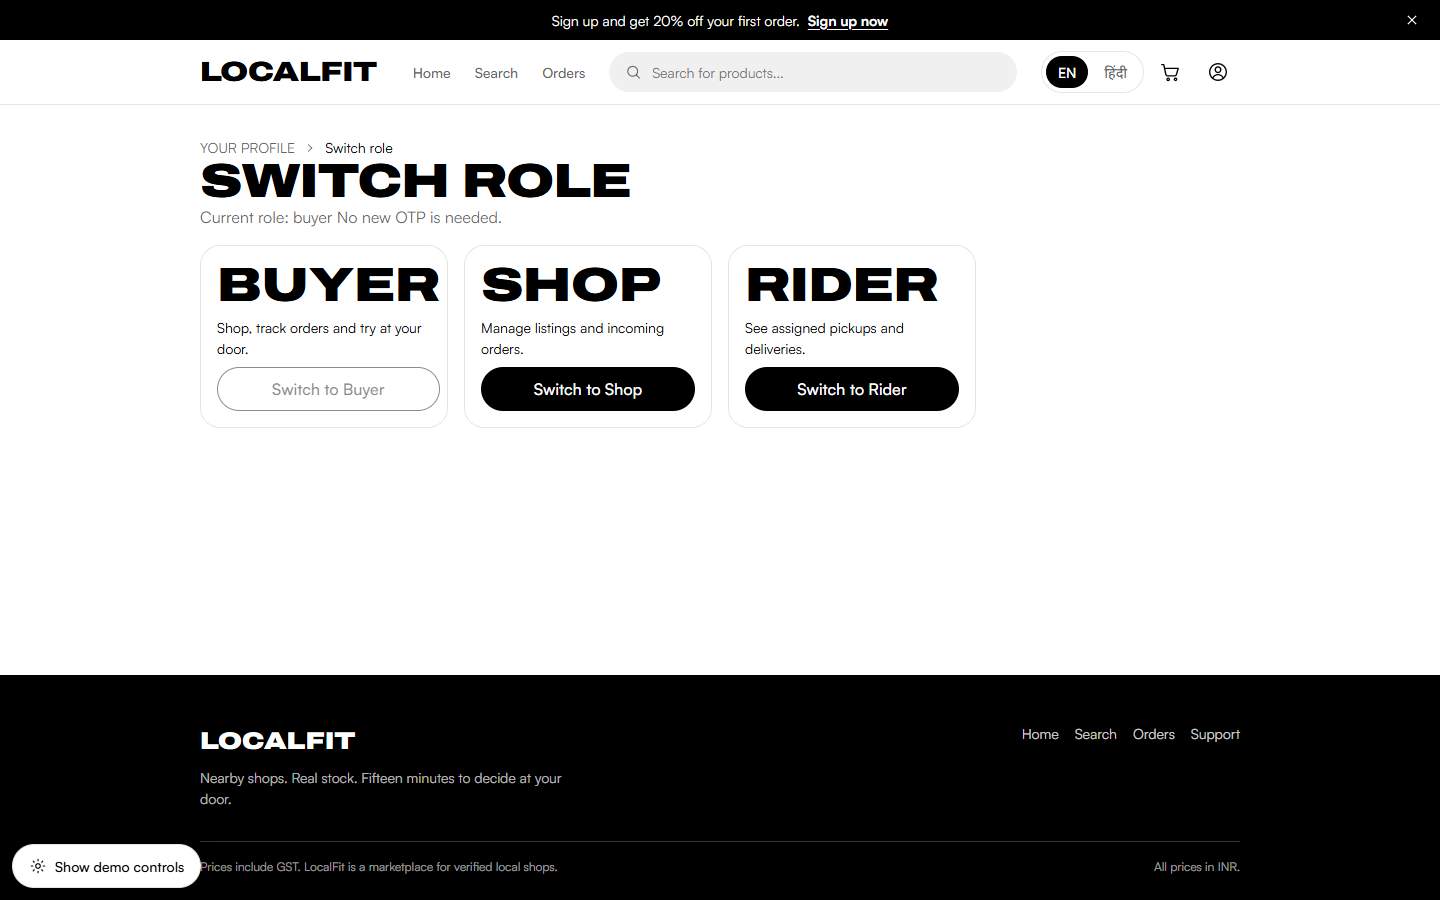 Sign up and get 20% off your first order. Sign up now
LOCALFIT
Home
Search
Orders
Search for products...
EN
हिंदी
YOUR PROFILE > Switch role
SWITCH ROLE
Current role: buyer No new OTP is needed.
BUYER
Shop, track orders and try at your
door.
Switch to Buyer
SHOP
Manage listings and incoming
orders.
Switch to Shop
RIDER
See assigned pickups and
deliveries.
Switch to Rider
LOCALFIT
Nearby shops. Real stock. Fifteen minutes to decide at your
door.
Home
Search
Orders
Support
Show demo controls
Prices include GST. LocalFit is a marketplace for verified local shops.
All prices in INR.